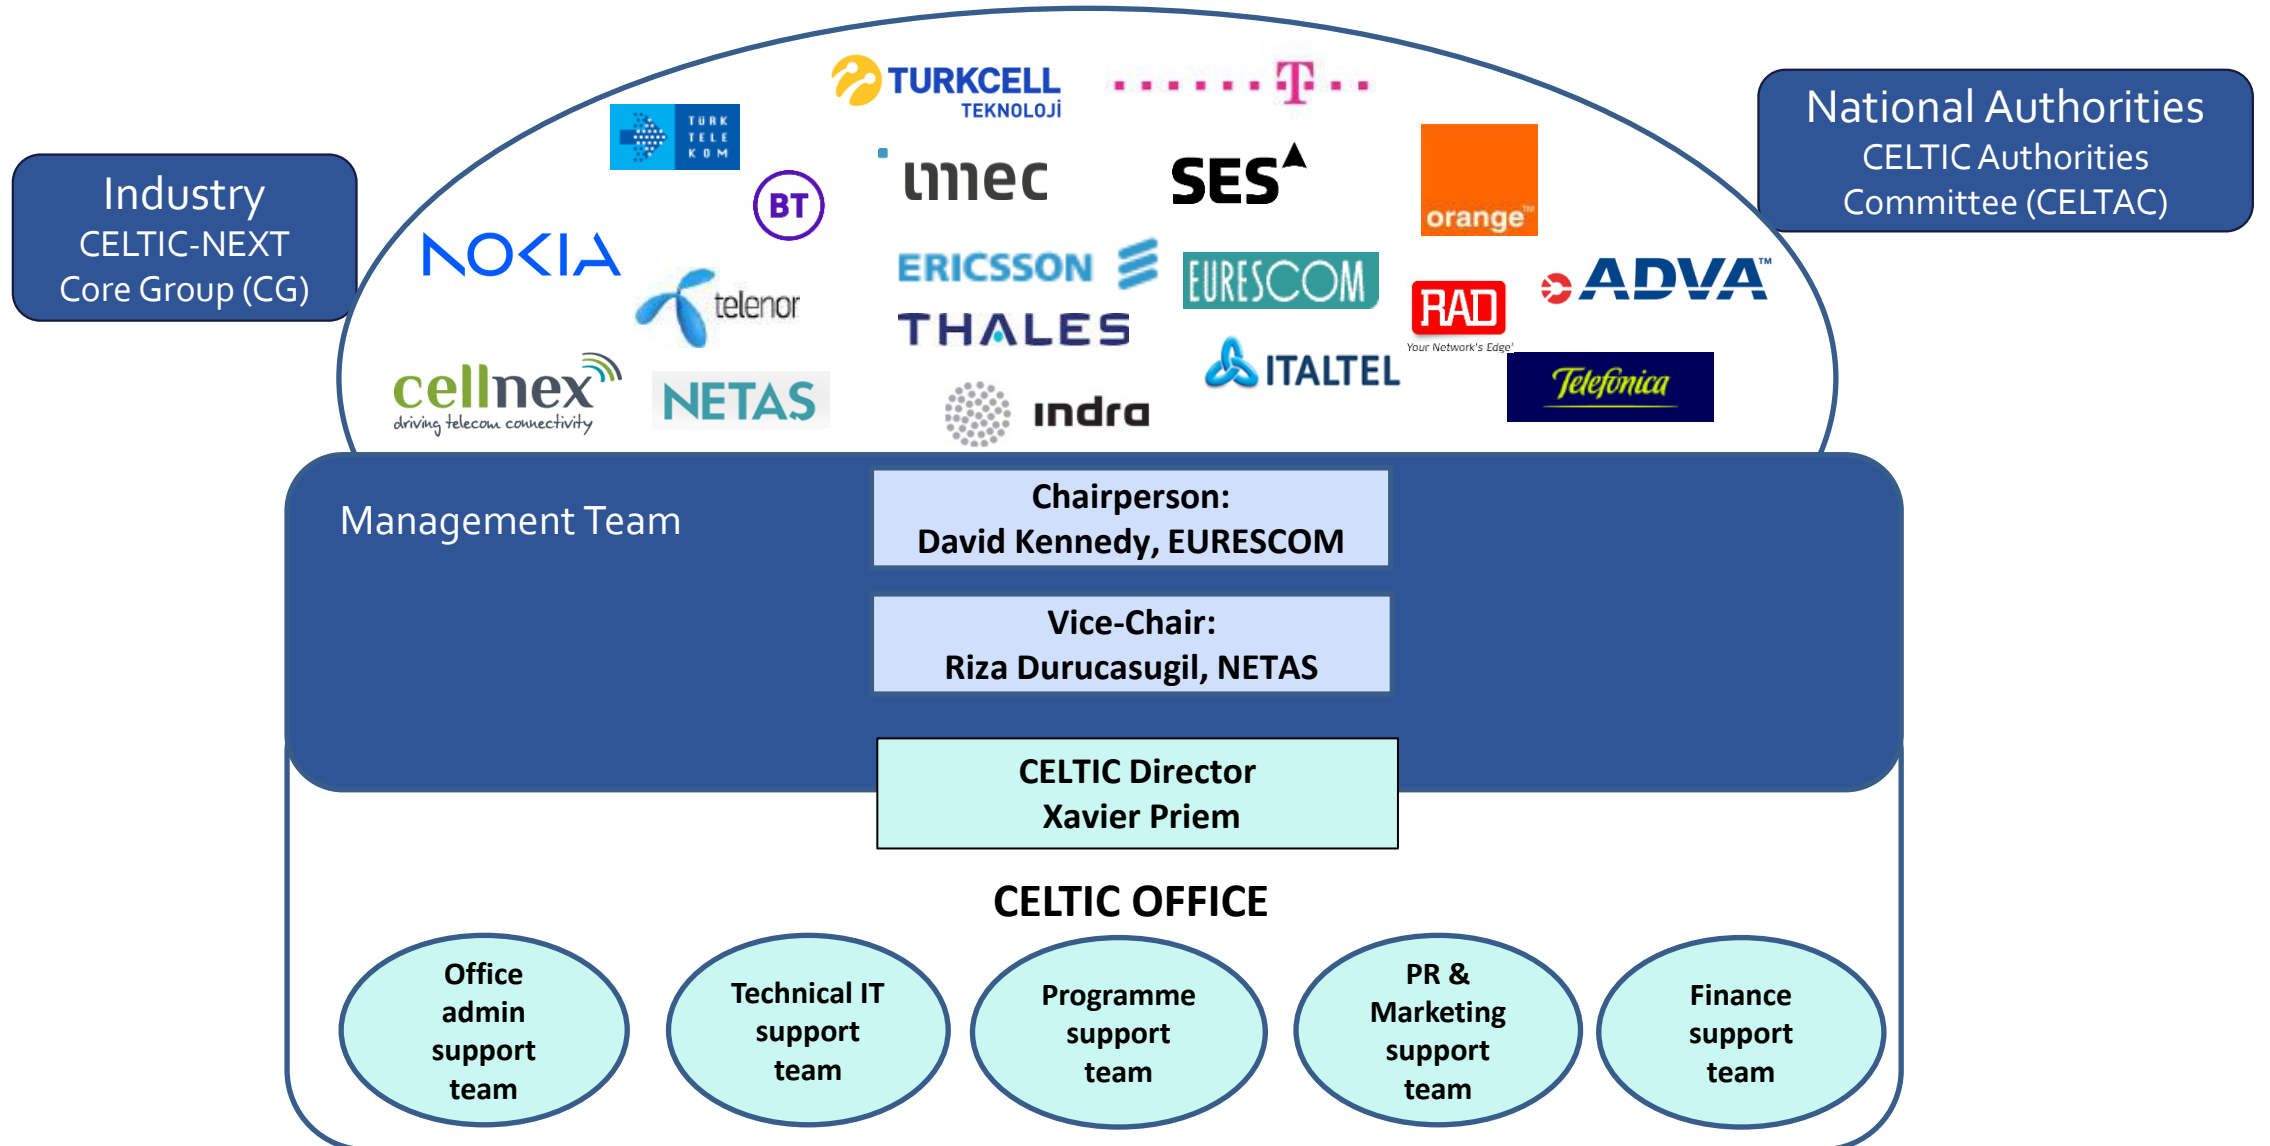 TURKCELL
TEKNOLOJİ
T
TÜRK
TELE
KOM
National Authorities
CELTIC Authorities
Committee (CELTAC)
Industry
CELTIC-NEXT
Core Group (CG)
BT
imec
SES
orange™
NOKIA
telenor
ERICSSON
EURESCOM
RAD
Your Network's Edge®
ADVA™
THALES
ITALTEL
cellnex
driving telecom connectivity
NETAS
indra
Telefónica
Management Team
Chairperson:
David Kennedy, EURESCOM
Vice-Chair:
Riza Durucasugil, NETAS
CELTIC Director
Xavier Priem
CELTIC OFFICE
Office
admin
support
team
Technical IT
support
team
Programme
support
team
PR &
Marketing
support
team
Finance
support
team